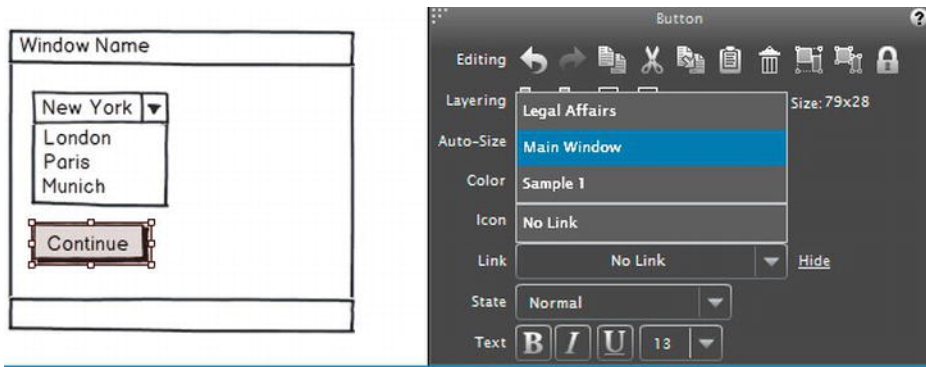 Window Name
New York
London
Paris
Munich
Continue
Button
?
Editing
Layering
Size: 79x28
Legal Affairs
Auto-Size
Main Window
Color
Sample 1
Icon
No Link
Link
No Link
Hide
State
Normal
Text
B I U 13